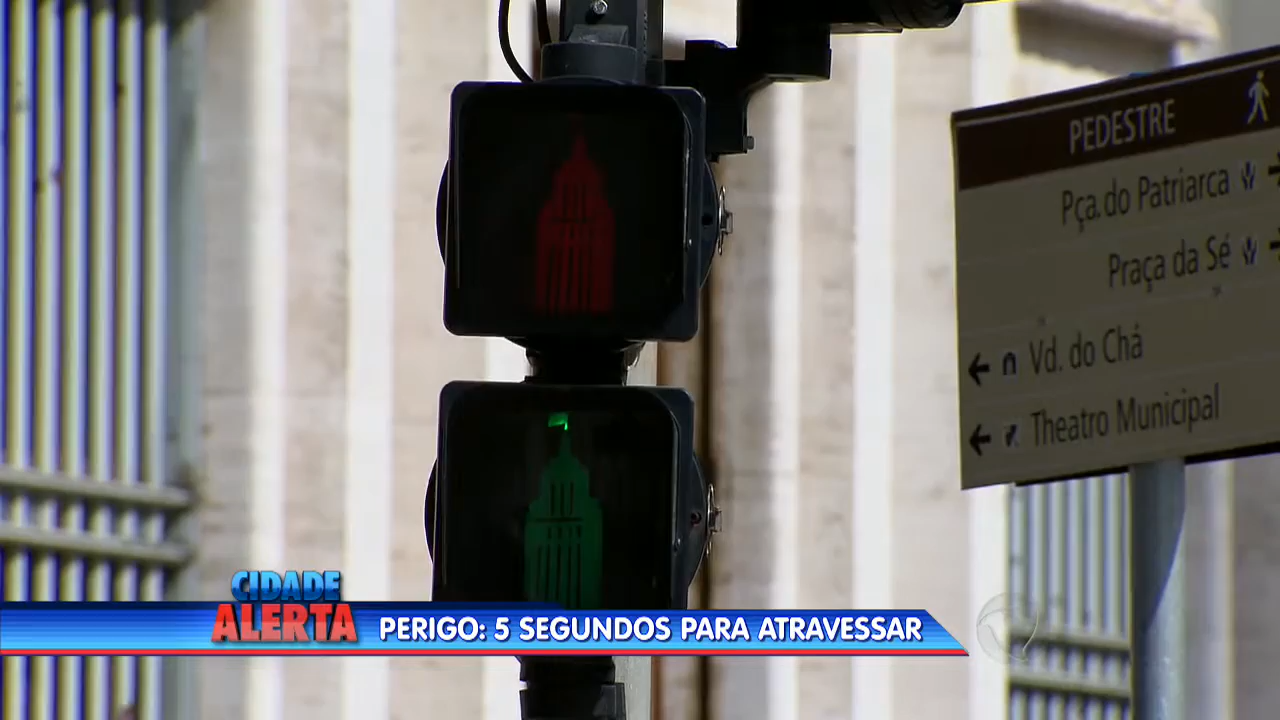 PEDESTRE
Pça. do Patriarca
Praça da Sé
Vd. do Chá
Theatro Municipal
CIDADE
ALERTA
PERIGO: 5 SEGUNDOS PARA ATRAVESSAR